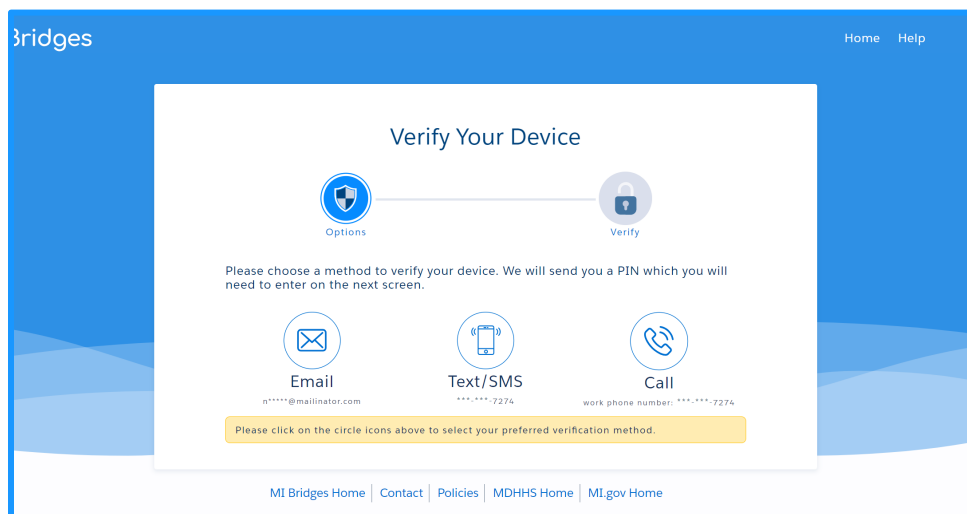 Bridges
Home Help
Verify Your Device
Options
Verify
Please choose a method to verify your device. We will send you a PIN which you will
need to enter on the next screen.
Email
n*****@mailinator.com
Text/SMS
***-***-7274
Call
work phone number: ***-***-7274
Please click on the circle icons above to select your preferred verification method.
MI Bridges Home Contact Policies MDHHS Home MI.gov Home